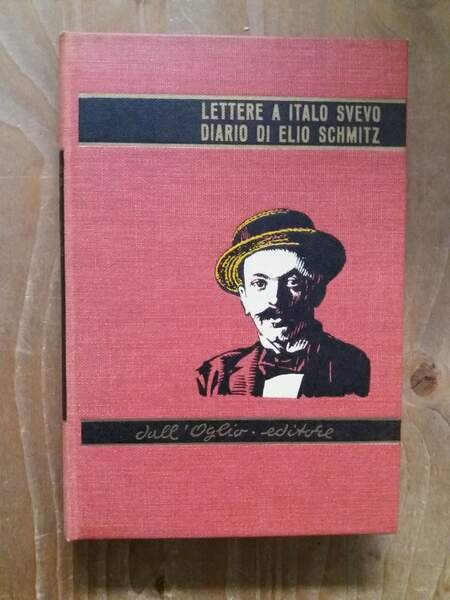 LETTERE A ITALO SVEVO
DIARIO DI ELIO SCHMITZ
dall'Oglio · editore